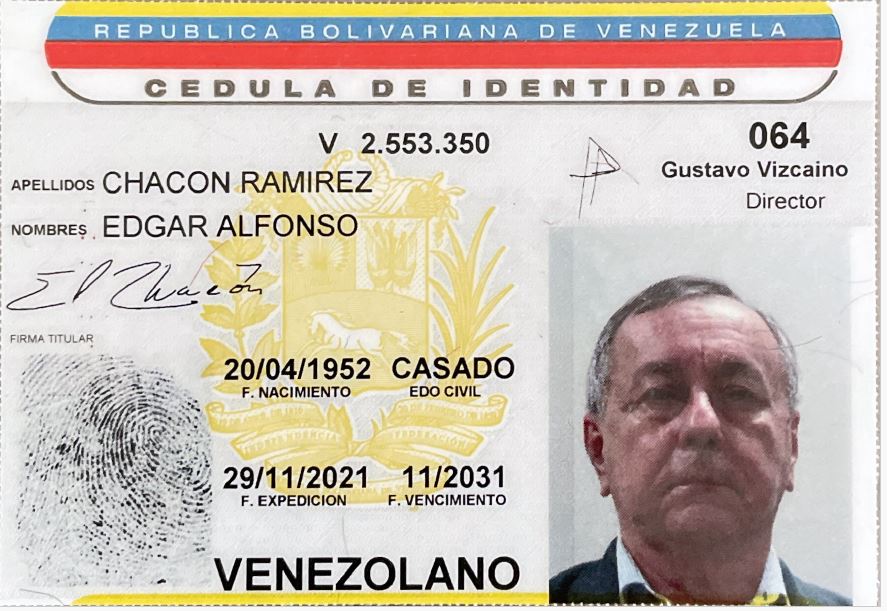 REPUBLICA BOLIVARIANA DE VENEZUELA
CEDULA DE IDENTIDAD
V 2.553.350
064
Gustavo Vizcaino
Director
APELLIDOS CHACON RAMIREZ
NOMBRES EDGAR ALFONSO
E Chacón
FIRMA TITULAR
20/04/1952 CASADO
F. NACIMIENTO EDO CIVIL
29/11/2021 11/2031
F. EXPEDICION F. VENCIMIENTO
VENEZOLANO